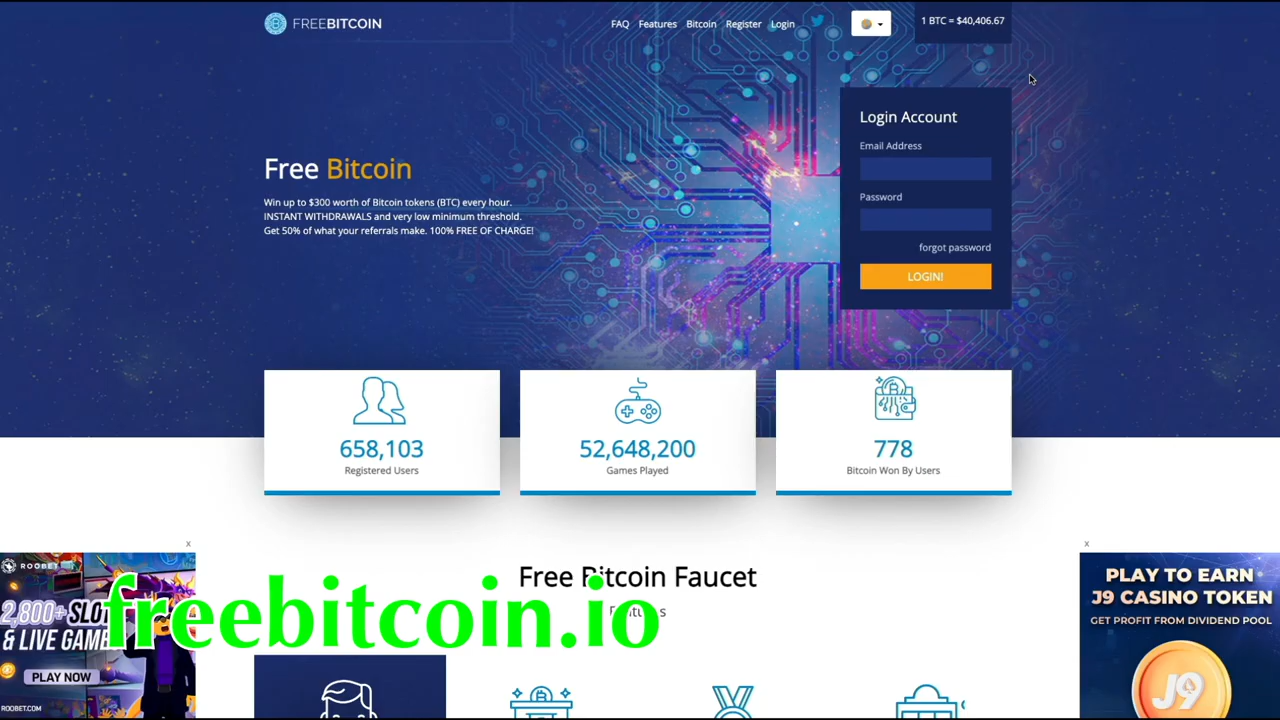 FREEBITCOIN
FAQ Features Bitcoin Register Login
1 BTC = $40,406.67
Login Account
Email Address
Password
forgot password
LOGIN!
Free Bitcoin
Win up to $300 worth of Bitcoin tokens (BTC) every hour.
INSTANT WITHDRAWALS and very low minimum threshold.
Get 50% of what your referrals make. 100% FREE OF CHARGE!
658,103
Registered Users
52,648,200
Games Played
778
Bitcoin Won By Users
x
x
ROOBET
2,800+
& LIVE
PLAY NOW
ROOBET.COM
Free Bitcoin Faucet
freebitcoin.io
PLAY TO EARN
J9 CASINO TOKEN
GET PROFIT FROM DIVIDEND POOL
J9